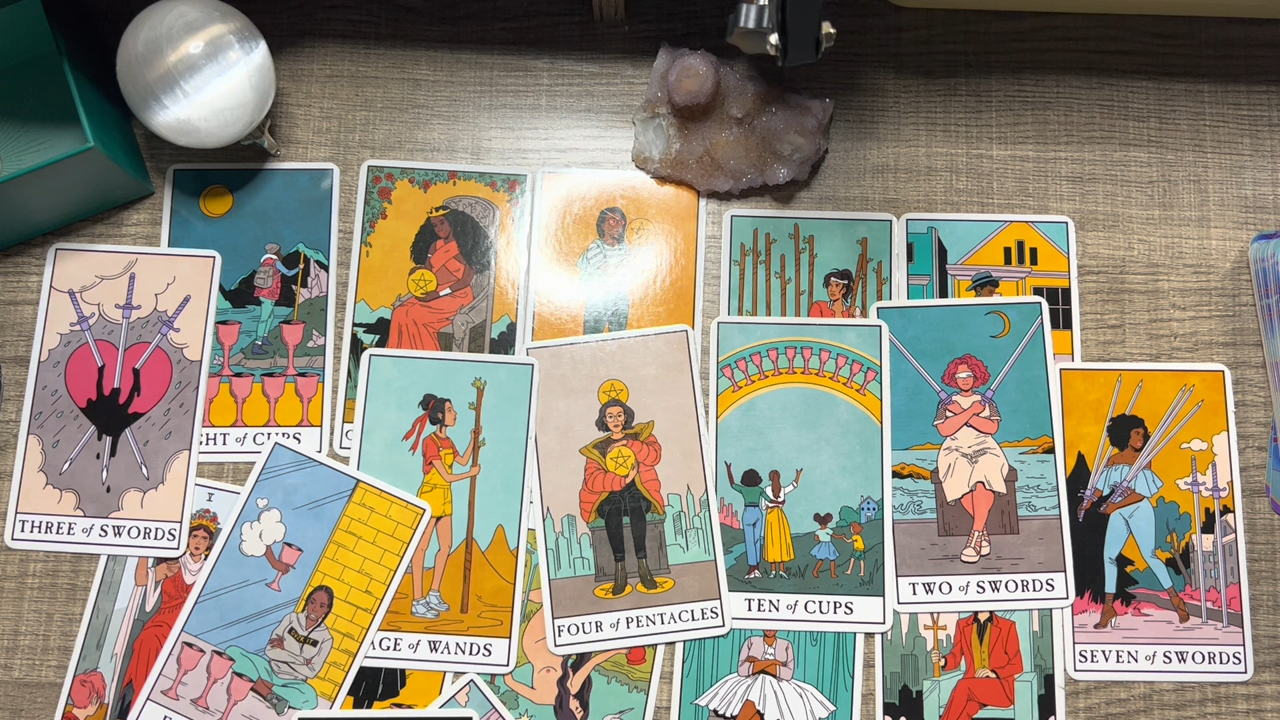 GHT of CUPS
THREE of SWORDS
V
AGE of WANDS
FOUR of PENTACLES
TEN of CUPS
TWO of SWORDS
SEVEN of SWORDS